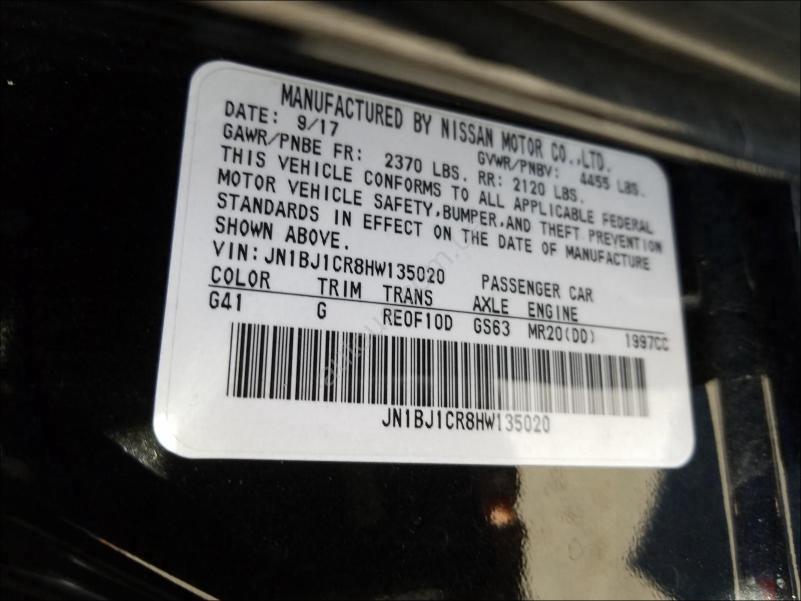 MANUFACTURED BY NISSAN MOTOR CO.,LTD.
DATE: 9/17 GVWR/PNBV: 4455 LBS.
GAWR/PNBE FR: 2370 LBS. RR: 2120 LBS.
THIS VEHICLE CONFORMS TO ALL APPLICABLE FEDERAL
MOTOR VEHICLE SAFETY,BUMPER,AND THEFT PREVENTION
STANDARDS IN EFFECT ON THE DATE OF MANUFACTURE
SHOWN ABOVE.
VIN: JN1BJ1CR8HW135020 PASSENGER CAR
COLOR TRIM TRANS AXLE ENGINE
G41 G RE0F10D GS63 MR20(DD) 1997CC
JN1BJ1CR8HW135020